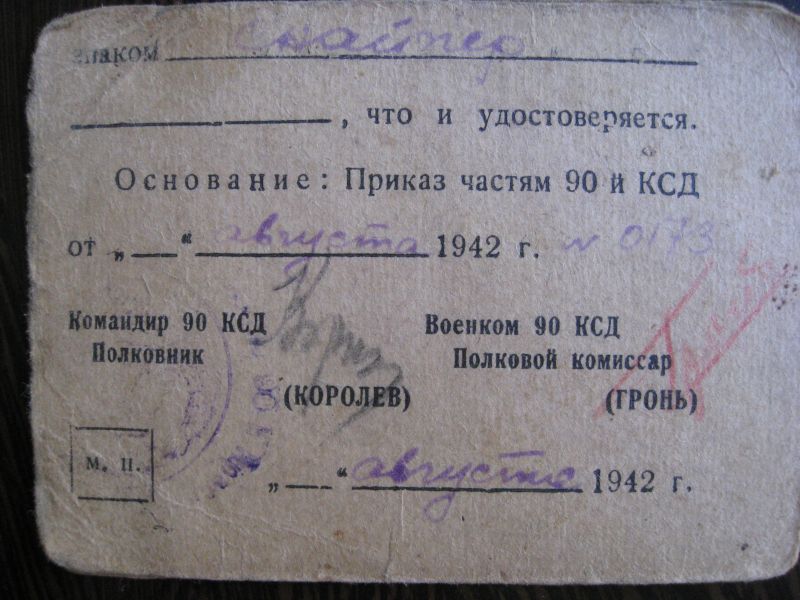 знаком снайпер
, что и удостоверяется.
Основание: Приказ частям 90 й КСД
от „ “ августа 1942 г. N 0173
Командир 90 КСД
Полковник
(КОРОЛЕВ)
Военком 90 КСД
Полковой комиссар
(ГРОНЬ)
м. п.
„ “ августа 1942 г.